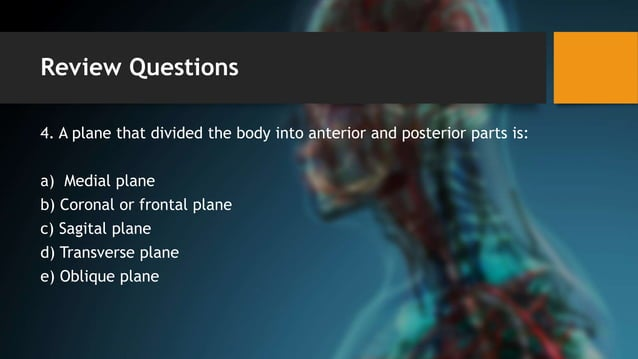 Review Questions
4. A plane that divided the body into anterior and posterior parts is:
a) Medial plane
b) Coronal or frontal plane
c) Sagital plane
d) Transverse plane
e) Oblique plane